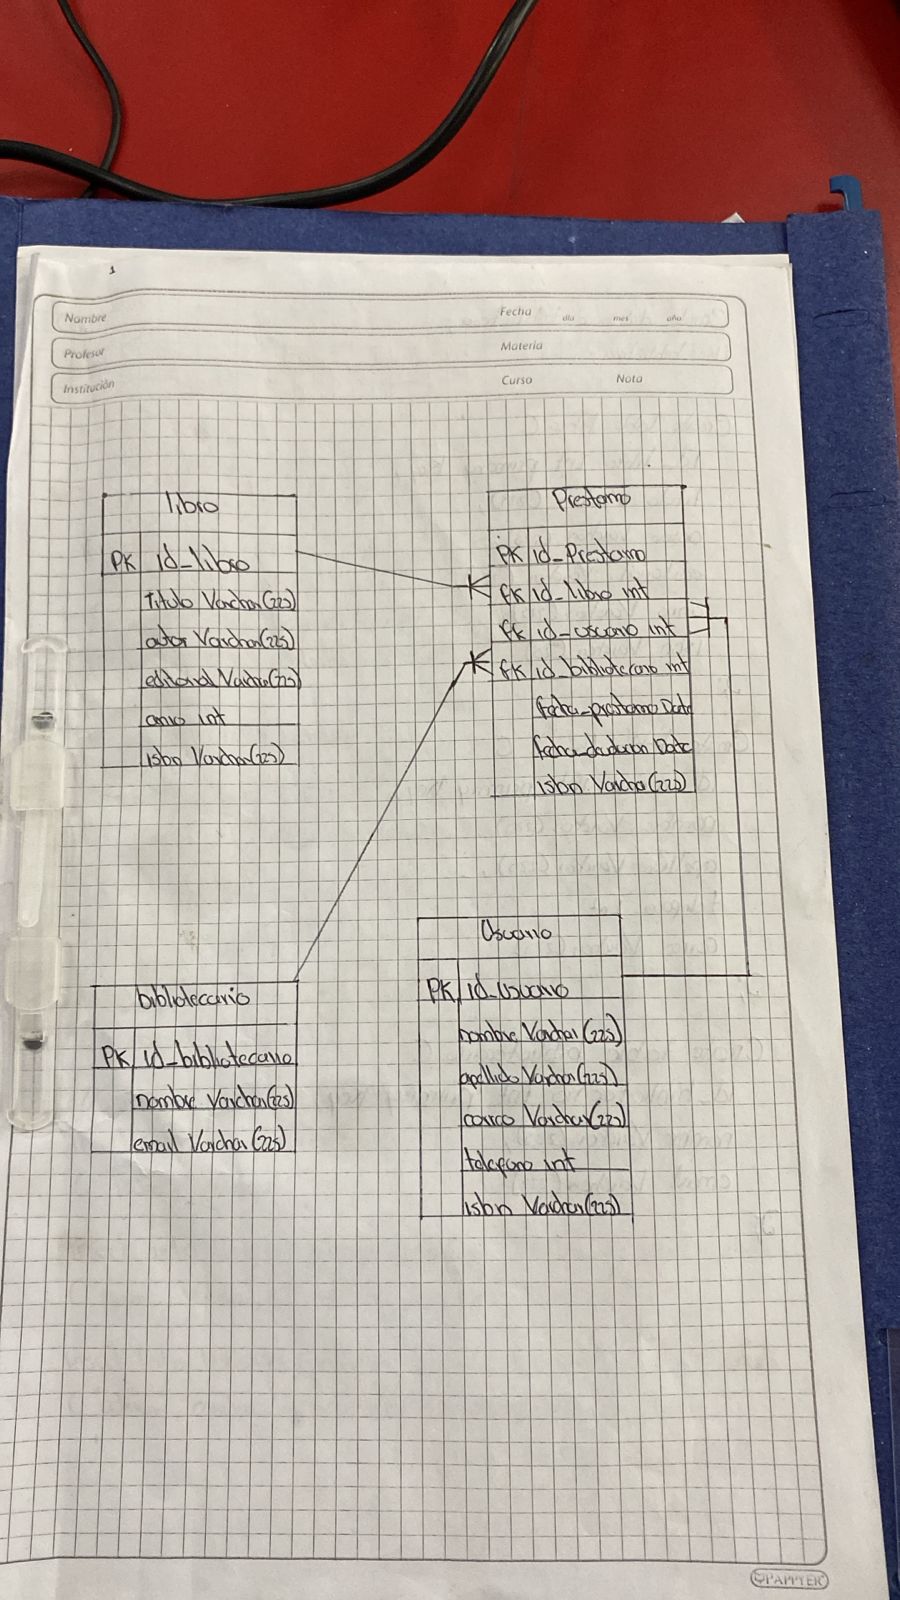 1
Nombre
Fecha
día mes año
Profesor
Materia
Institución
Curso
Nota
libro
PK id_libro
Titulo Varchar(225)
autor Varchar(225)
editorial Varchar(225)
anio int
isbn Varchar(225)
Prestamo
PK id_Prestamo
fk id_libro int
fk id_usuario int
fk id_bibliotecario int
fecha_prestamo Date
Date
isbn Varchar(225)
bibliotecario
PK id_bibliotecario
nombre Varchar(225)
email Varchar(225)
Usuario
PK id_Usuario
nombre Varchar(225)
apellido Varchar(225)
correo Varchar(225)
telefono int
isbn Varchar(225)
PAPYER